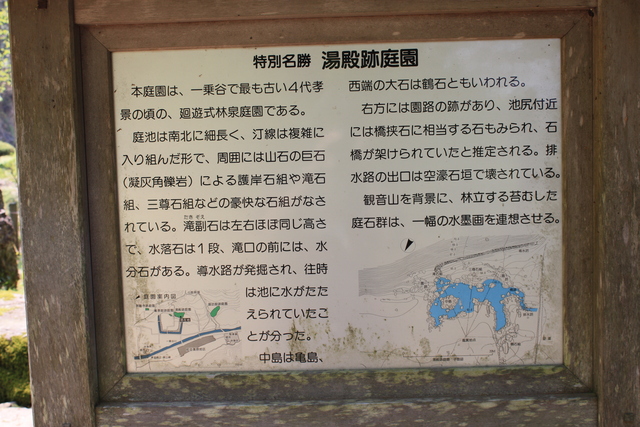 特別名勝 湯殿跡庭園
本庭園は、一乗谷で最も古い４代孝
景の頃の、廻遊式林泉庭園である。
庭池は南北に細長く、汀線は複雑に
入り組んだ形で、周囲には山石の巨石
（凝灰角礫岩）による護岸石組や滝石
組、三尊石組などの豪快な石組がなさ
れている。滝副石は左右ほぼ同じ高さ
たき そえ
で、水落石は１段、滝口の前には、水
分石がある。導水路が発掘され、往時
は池に水がたた
えられていたこ
とが分った。
中島は亀島、
西端の大石は鶴石ともいわれる。
右方には園路の跡があり、池尻付近
には橋挟石に相当する石もみられ、石
橋が架けられていたと推定される。排
水路の出口は空濠石垣で壊されている。
観音山を背景に、林立する苔むした
庭石群は、一幅の水墨画を連想させる。
庭園案内図